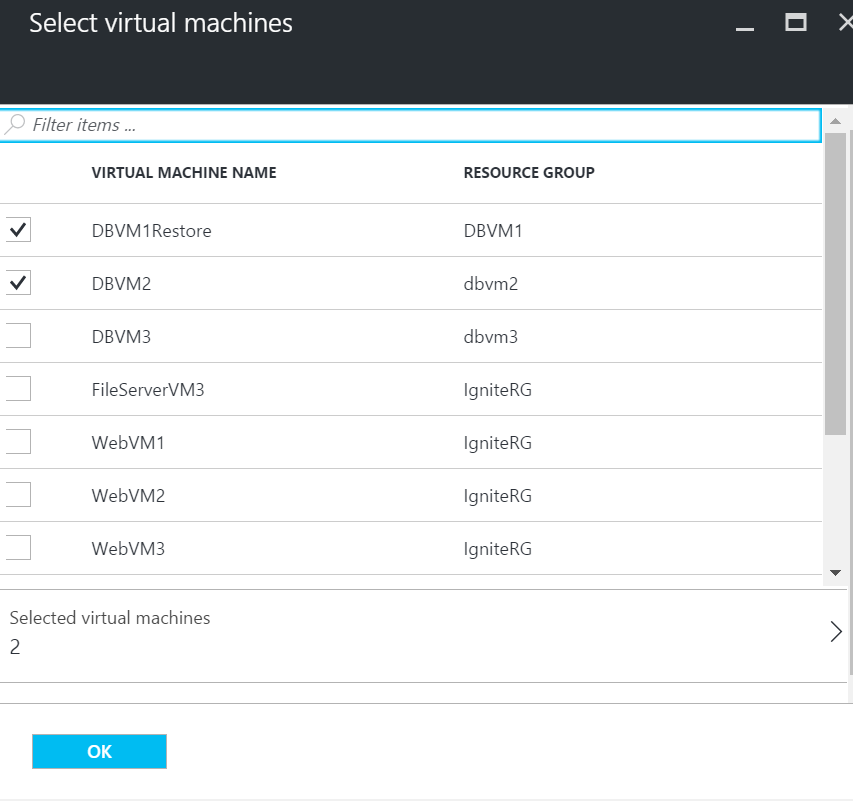 Select virtual machines
Filter items ...
VIRTUAL MACHINE NAME RESOURCE GROUP
DBVM1Restore DBVM1
DBVM2 dbvm2
DBVM3 dbvm3
FileServerVM3 IgniteRG
WebVM1 IgniteRG
WebVM2 IgniteRG
WebVM3 IgniteRG
Selected virtual machines
2
OK